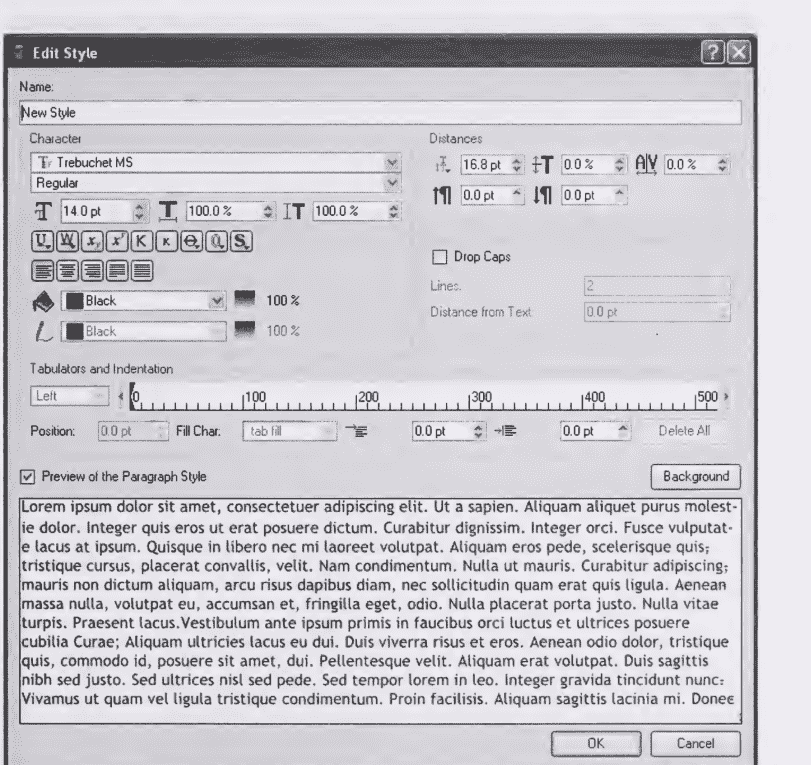 Edit Style
Name:
New Style
Character
Distances
Trebuchet MS
16.8 pt
0.0 %
0.0 %
Regular
0.0 pt
0.0 pt
14.0 pt
100.0 %
100.0 %
Drop Caps
Lines:
2
Black
100 %
Distance from Text:
0.0 pt
Black
100 %
Tabulators and Indentation
Left
0 100 200 300 400 500
Position: 0.0 pt Fill Char: tab fill 0.0 pt 0.0 pt Delete All
Preview of the Paragraph Style
Background
Lorem ipsum dolor sit amet, consectetuer adipiscing elit. Ut a sapien. Aliquam aliquet purus molest-
ie dolor. Integer quis eros ut erat posuere dictum. Curabitur dignissim. Integer orci. Fusce vulputat-
e lacus at ipsum. Quisque in libero nec mi laoreet volutpat. Aliquam eros pede, scelerisque quis,
tristique cursus, placerat convallis, velit. Nam condimentum. Nulla ut mauris. Curabitur adipiscing;
mauris non dictum aliquam, arcu risus dapibus diam, nec sollicitudin quam erat quis ligula. Aenean
massa nulla, volutpat eu, accumsan et, fringilla eget, odio. Nulla placerat porta justo. Nulla vitae
turpis. Praesent lacus.Vestibulum ante ipsum primis in faucibus orci luctus et ultrices posuere
cubilia Curae; Aliquam ultricies lacus eu dui. Duis viverra risus et eros. Aenean odio dolor, tristique
quis, commodo id, posuere sit amet, dui. Pellentesque velit. Aliquam erat volutpat. Duis sagittis
nibh sed justo. Sed ultrices nisl sed pede. Sed tempor lorem in leo. Integer gravida tincidunt nunc.
Vivamus ut quam vel ligula tristique condimentum. Proin facilisis. Aliquam sagittis lacinia mi. Donec
OK
Cancel